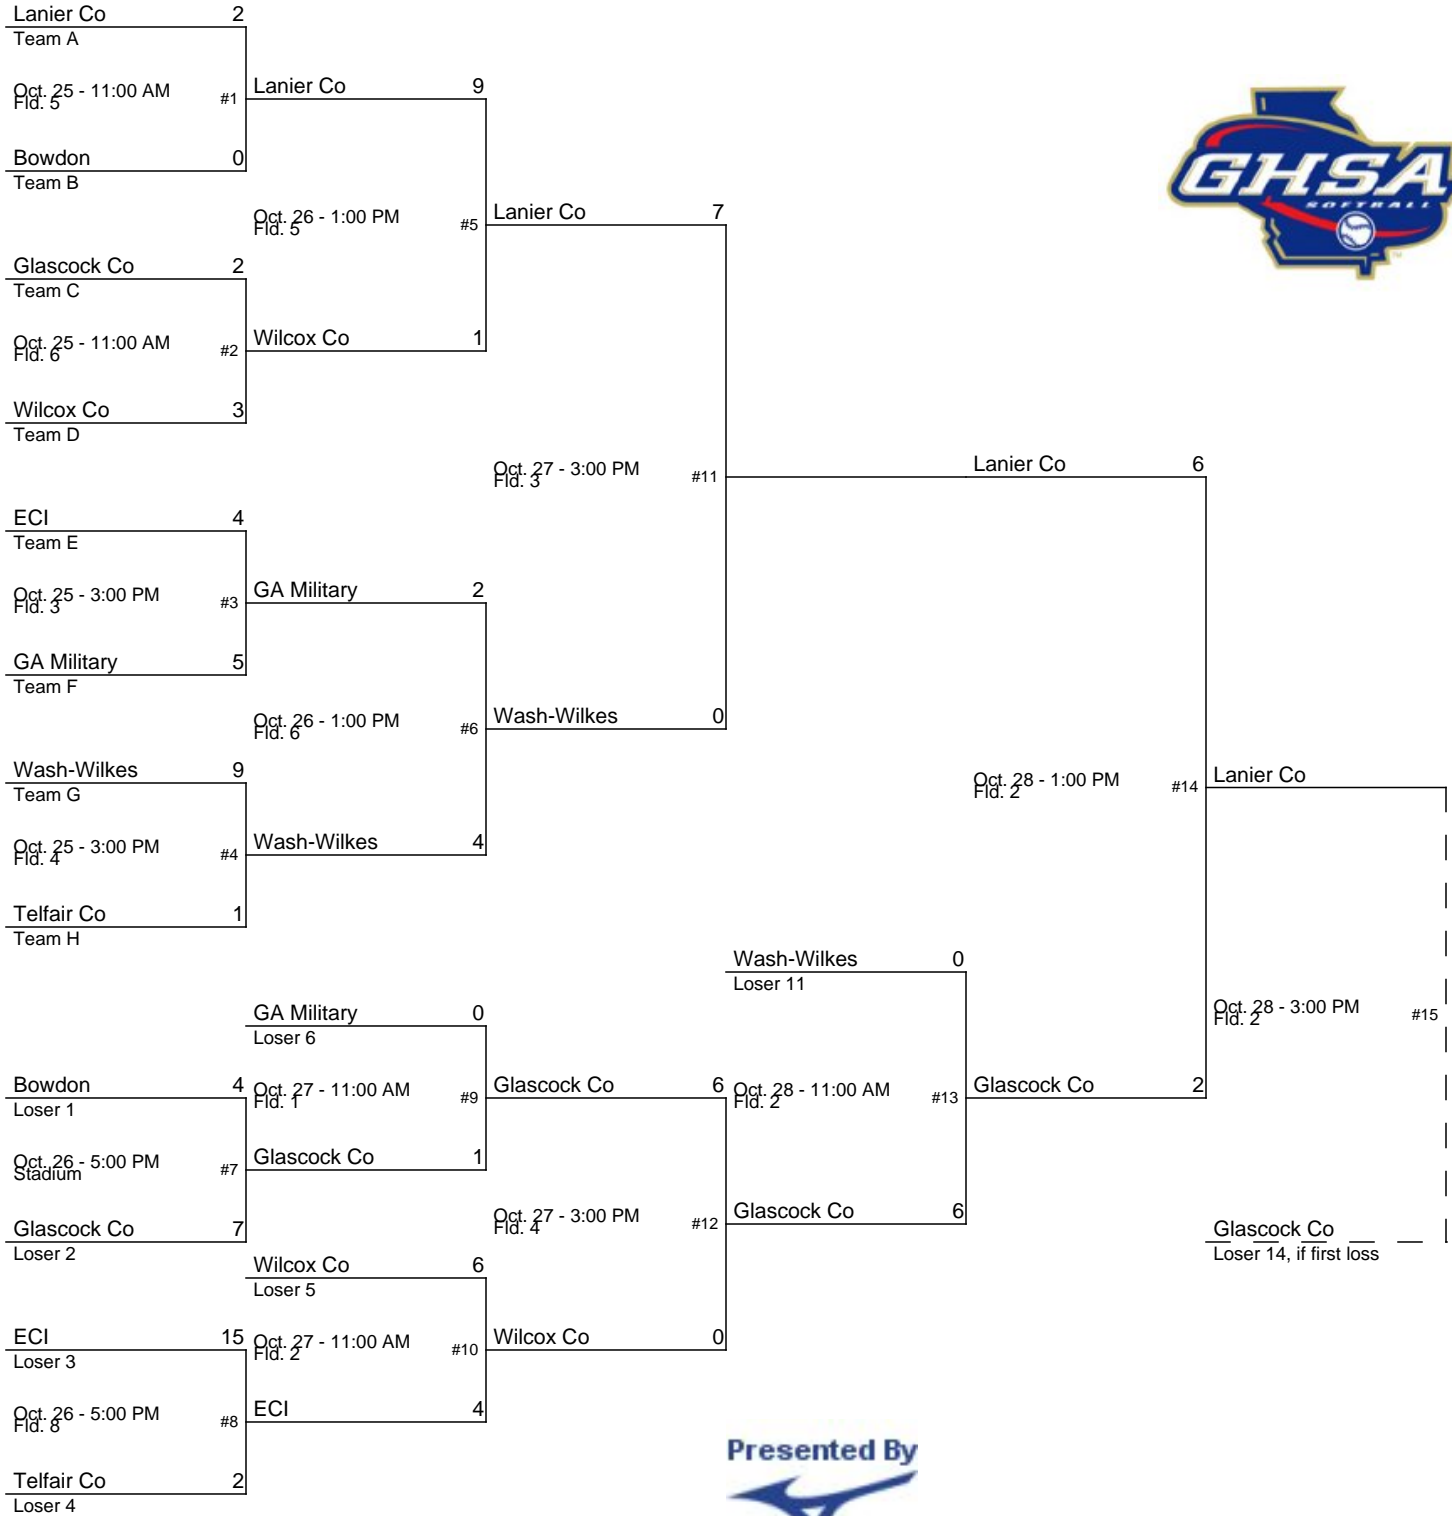 Lanier Co 2
Team A
Oct. 25 - 11:00 AM
Fld. 5
#1
Lanier Co 9
Bowdon 0
Team B
Oct. 26 - 1:00 PM
Fld. 5
#5
Lanier Co 7
Glascock Co 2
Team C
Oct. 25 - 11:00 AM
Fld. 6
#2
Wilcox Co 1
Wilcox Co 3
Team D
Oct. 27 - 3:00 PM
Fld. 3
#11
Lanier Co 6
ECI 4
Team E
Oct. 25 - 3:00 PM
Fld. 3
#3
GA Military 2
GA Military 5
Team F
Oct. 26 - 1:00 PM
Fld. 6
#6
Wash-Wilkes 0
Wash-Wilkes 9
Team G
Oct. 25 - 3:00 PM
Fld. 4
#4
Wash-Wilkes 4
Telfair Co 1
Team H
Oct. 28 - 1:00 PM
Fld. 2
#14
Lanier Co
Wash-Wilkes 0
Loser 11
GA Military 0
Loser 6
Oct. 28 - 3:00 PM
Fld. 2
#15
Bowdon 4
Loser 1
Oct. 27 - 11:00 AM
Fld. 1
#9
Glascock Co 6
Oct. 28 - 11:00 AM
Fld. 2
#13
Glascock Co 2
Oct. 26 - 5:00 PM
Stadium
#7
Glascock Co 1
Glascock Co 7
Loser 2
Oct. 27 - 3:00 PM
Fld. 4
#12
Glascock Co 6
Glascock Co
Loser 14, if first loss
Wilcox Co 6
Loser 5
ECI 15
Loser 3
Oct. 27 - 11:00 AM
Fld. 2
#10
Wilcox Co 0
Oct. 26 - 5:00 PM
Fld. 8
#8
ECI 4
Telfair Co 2
Loser 4
GHSA
SOFTBALL
TM
Presented By